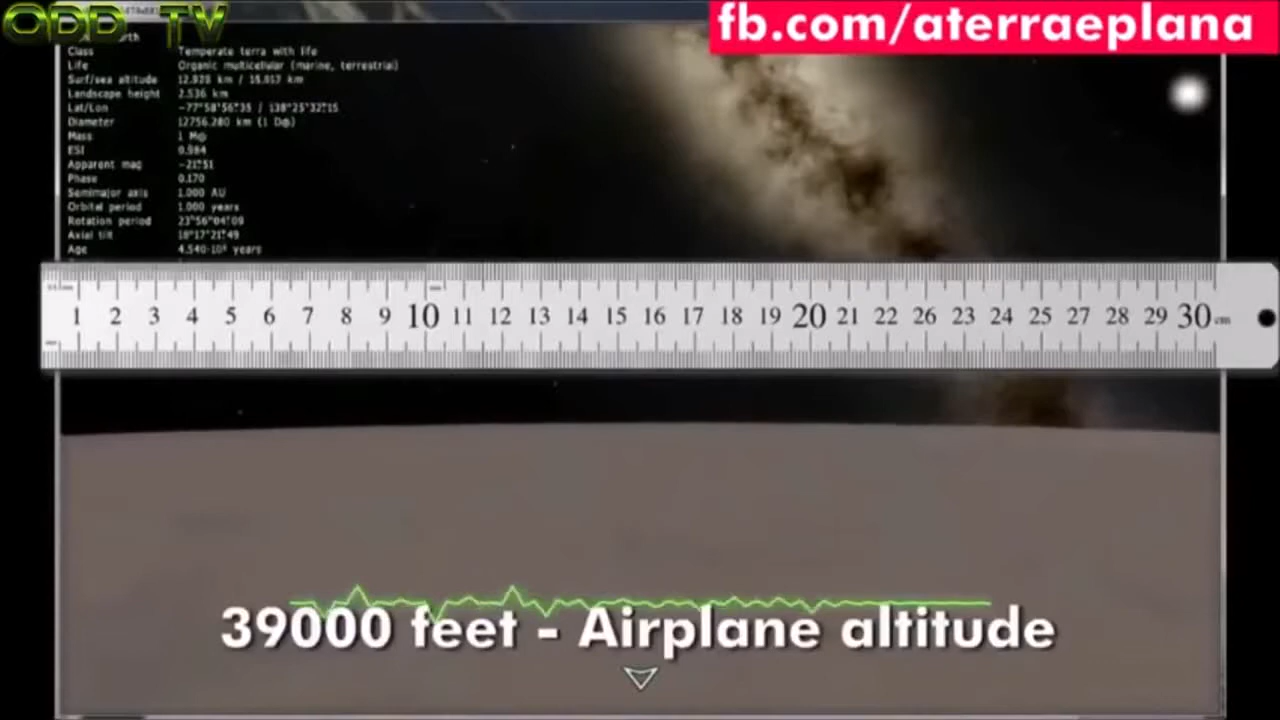 ODD TV
fb.com/aterraeplana
Class Temperate terra with life
Life Organic multicellular (marine, terrestrial)
Surf/sea altitude
Landscape height 2.536 km
Lat/Lon
Diameter 12756.280 km
Mass
ESI 0.984
Apparent mag
Phase 0.170
Semimajor axis 1.000 AU
Orbital period 1.000 years
Rotation period
Axial tilt
Age years
1 2 3 4 5 6 7 8 9 10 11 12 13 14 15 16 17 18 19 20 21 22 26 23 24 25 27 28 29 30 cm
39000 feet - Airplane altitude